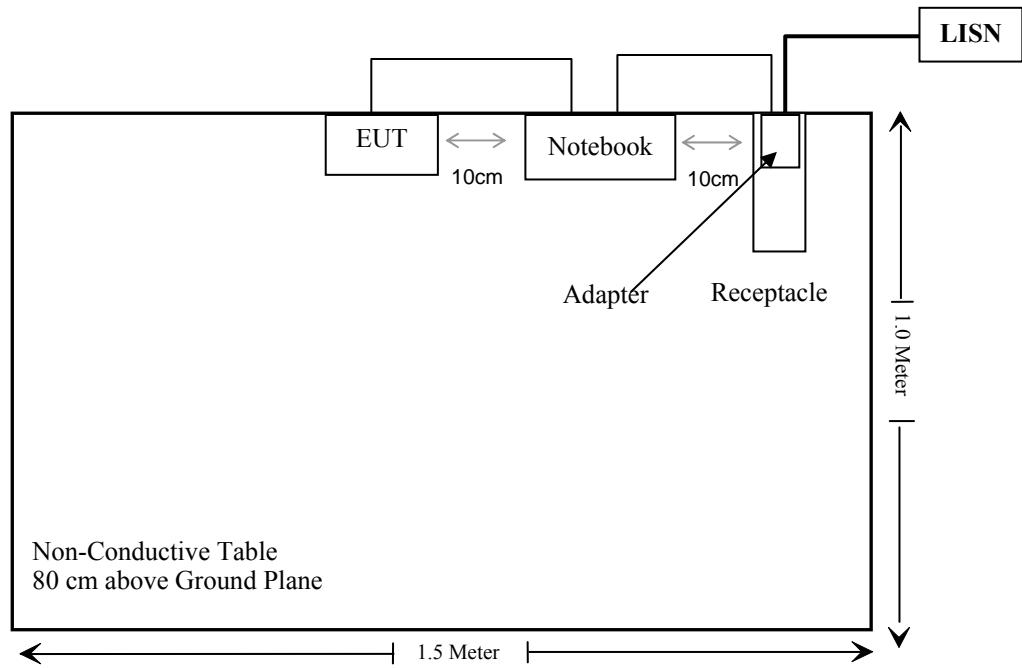 LISN
EUT
Notebook
10cm
10cm
Adapter
Receptacle
1.0 Meter
Non-Conductive Table
80 cm above Ground Plane
1.5 Meter